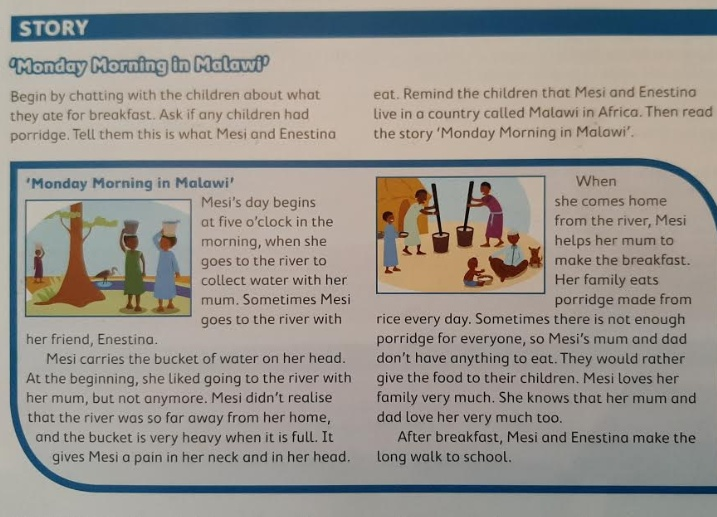 STORY
‘Monday Morning in Malawi’
Begin by chatting with the children about what
they ate for breakfast. Ask if any children had
porridge. Tell them this is what Mesi and Enestina
eat. Remind the children that Mesi and Enestina
live in a country called Malawi in Africa. Then read
the story ‘Monday Morning in Malawi’.
‘Monday Morning in Malawi’
Mesi’s day begins
at five o’clock in the
morning, when she
goes to the river to
collect water with her
mum. Sometimes Mesi
goes to the river with
her friend, Enestina.
Mesi carries the bucket of water on her head.
At the beginning, she liked going to the river with
her mum, but not anymore. Mesi didn’t realise
that the river was so far away from her home,
and the bucket is very heavy when it is full. It
gives Mesi a pain in her neck and in her head.
When
she comes home
from the river, Mesi
helps her mum to
make the breakfast.
Her family eats
porridge made from
rice every day. Sometimes there is not enough
porridge for everyone, so Mesi’s mum and dad
don’t have anything to eat. They would rather
give the food to their children. Mesi loves her
family very much. She knows that her mum and
dad love her very much too.
After breakfast, Mesi and Enestina make the
long walk to school.